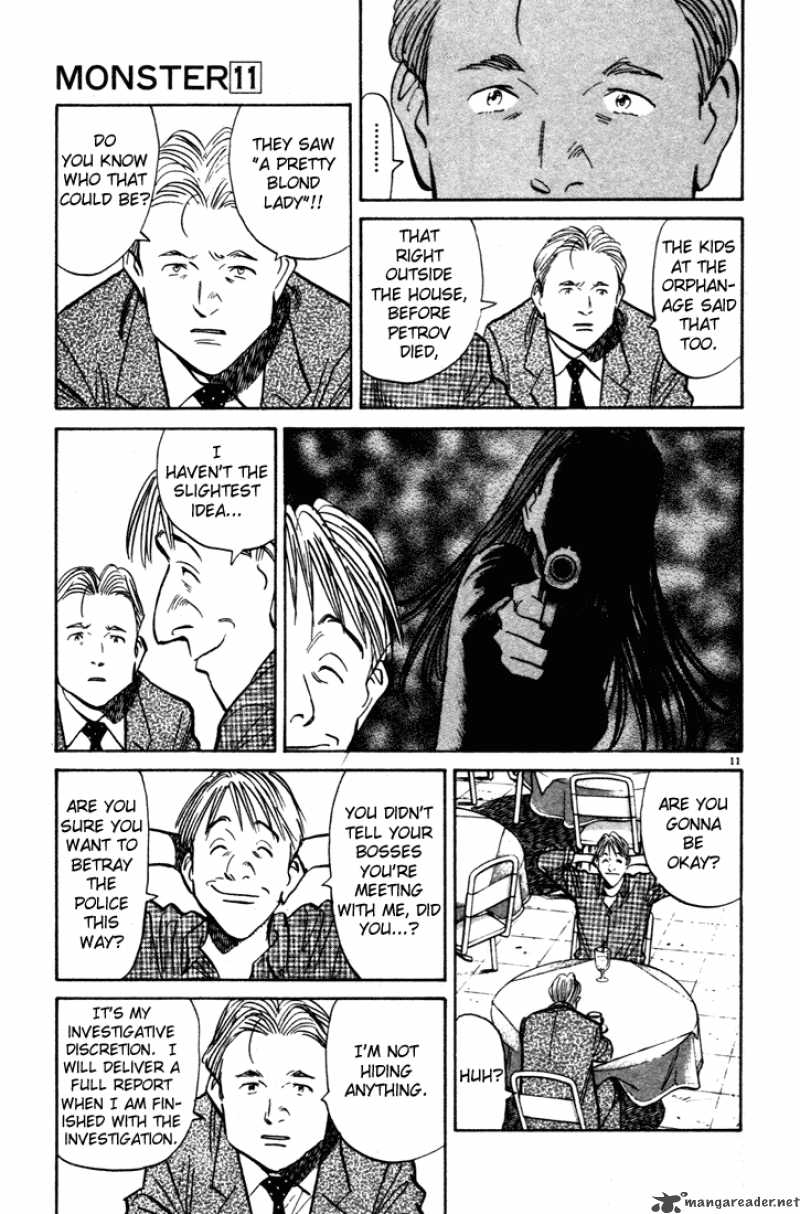 MONSTER 11
.........
THE KIDS
AT THE
ORPHAN-
AGE SAID
THAT
TOO.
THAT
RIGHT
OUTSIDE
THE HOUSE,
BEFORE
PETROV
DIED,
THEY SAW
"A PRETTY
BLOND
LADY"!!
DO
YOU KNOW
WHO THAT
COULD BE?
I
HAVEN'T THE
SLIGHTEST
IDEA...
11
ARE YOU
GONNA
BE
OKAY?
HUH?
YOU DIDN'T
TELL YOUR
BOSSES
YOU'RE
MEETING
WITH ME, DID
YOU...?
ARE YOU
SURE YOU
WANT TO
BETRAY
THE
POLICE
THIS
WAY?
I'M NOT
HIDING
ANYTHING.
IT'S MY
INVESTIGATIVE
DISCRETION. I
WILL DELIVER A
FULL REPORT
WHEN I AM FIN-
ISHED WITH THE
INVESTIGATION.
mangareader.net